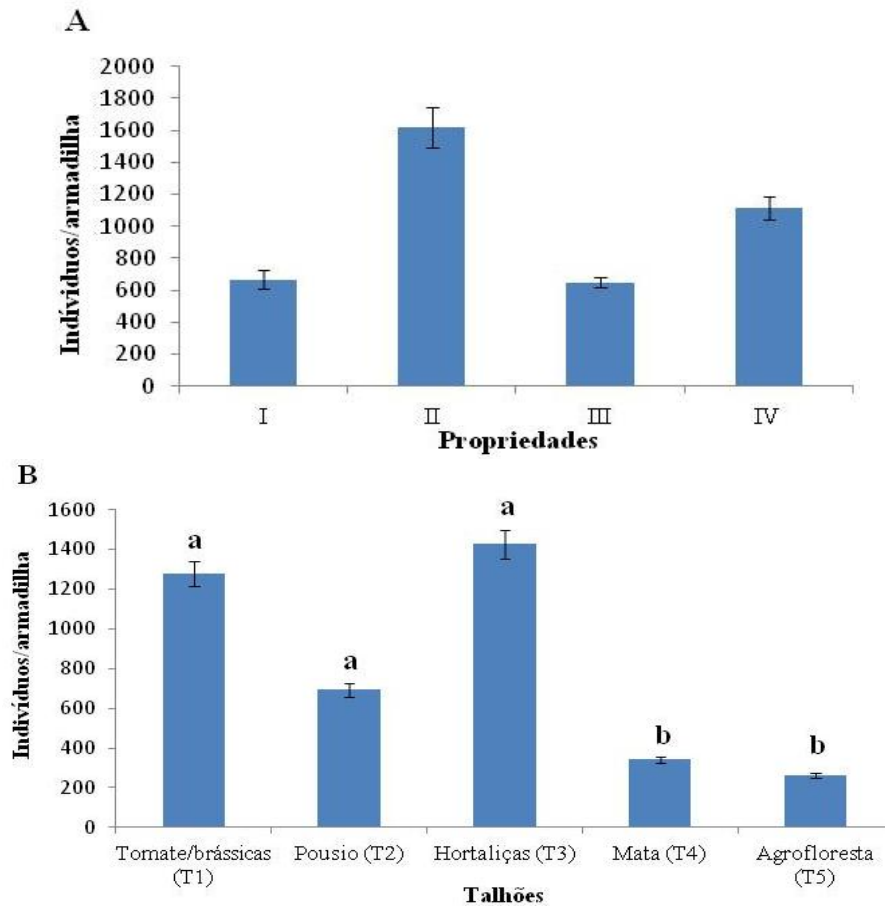 A
2000
1800
1600
1400
1200
1000
800
600
400
200
0
Indíviduos/armadilha
I II III IV
Propriedades
B
1600
1400
1200
1000
800
600
400
200
0
Indivíduos/armadilha
a a a b b
Tomate/brássicas (T1)
Pousio (T2)
Hortaliças (T3)
Mata (T4)
Agrofloresta (T5)
Talhões